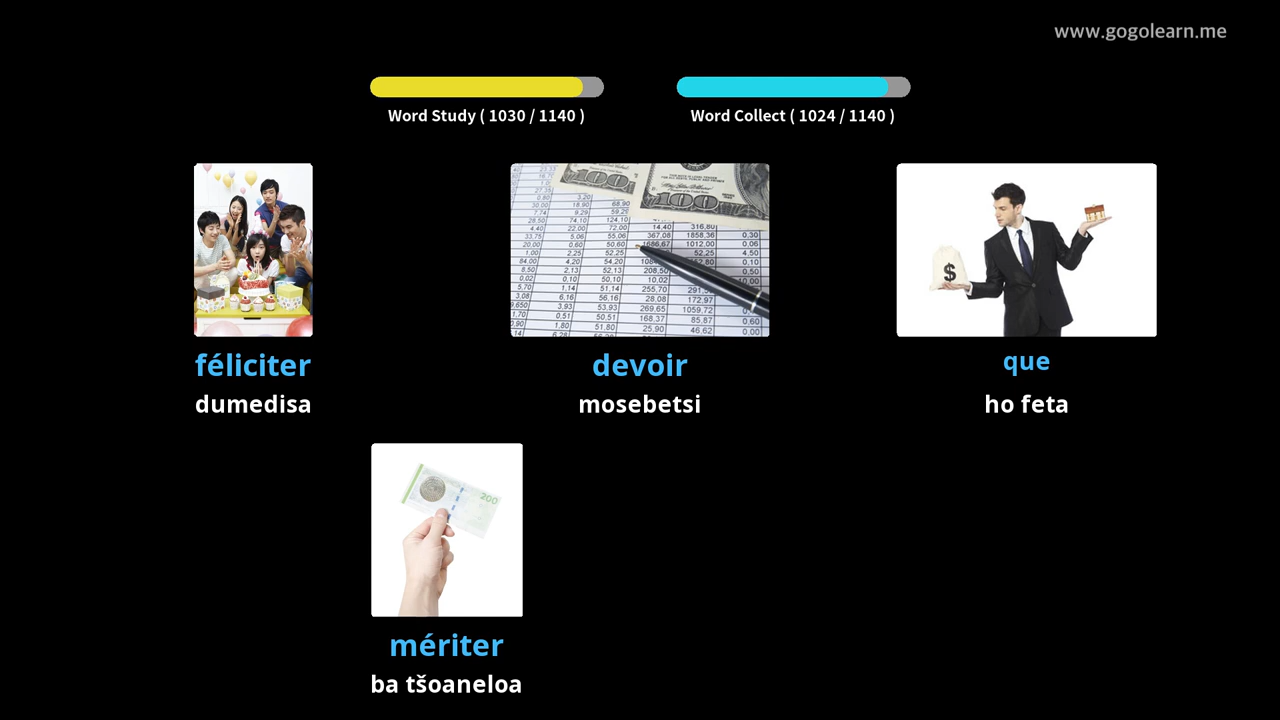 www.gogolearn.me
Word Study ( 1030 / 1140 )
Word Collect ( 1024 / 1140 )
féliciter
dumedisa
devoir
mosebetsi
que
ho feta
mériter
ba tšoaneloa